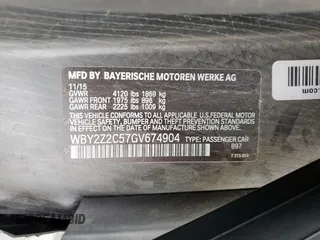 MFD BY BAYERISCHE MOTOREN WERKE AG
11/15
GVWR 4120 lbs 1869 kg
GAWR FRONT 1975 lbs 896 kg
GAWR REAR 2225 lbs 1009 kg
THIS VEHICLE CONFORMS TO ALL APPLICABLE
U.S.FEDERAL MOTOR VEHICLE SAFETY, BUMPER, AND
THEFT PREVENTION STANDARDS IN EFFECT ON THE
DATE OF MANUFACTURE SHOWN ABOVE.
WBY2Z2C57GV674904 TYPE: PASSENGER CAR
B97